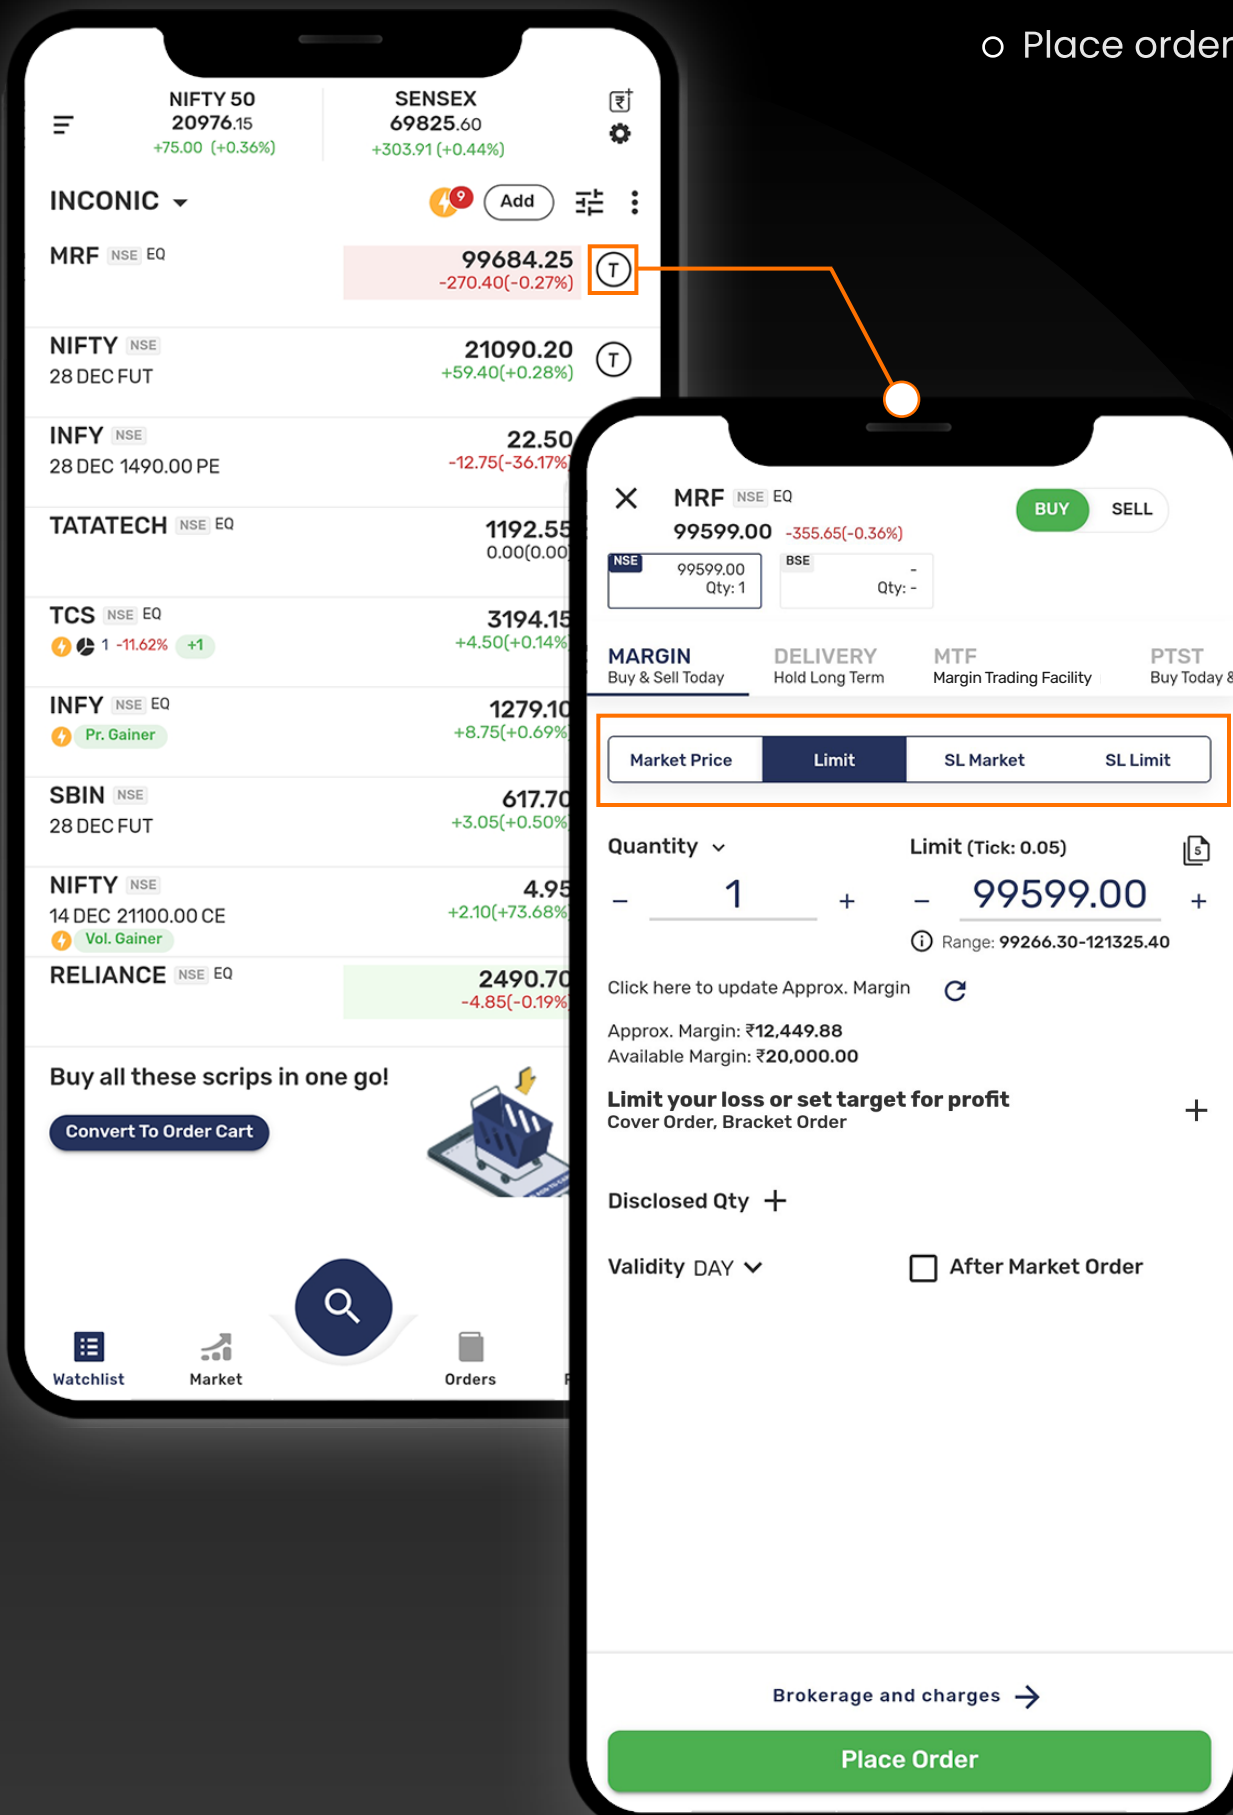 Place order
NIFTY 50
20976.15
+75.00 (+0.36%)
SENSEX
69825.60
+303.91 (+0.44%)
INCONIC
9
Add
MRF NSE EQ
99684.25
-270.40(-0.27%)
T
NIFTY NSE
28 DEC FUT
21090.20
+59.40(+0.28%)
T
INFY NSE
28 DEC 1490.00 PE
22.50
-12.75(-36.17%)
TATATECH NSE EQ
1192.55
0.00(0.00
TCS NSE EQ
1 -11.62% +1
3194.15
+4.50(+0.14%
INFY NSE EQ
Pr. Gainer
1279.10
+8.75(+0.69%
SBIN NSE
28 DEC FUT
617.70
+3.05(+0.50%
NIFTY NSE
14 DEC 21100.00 CE
Vol. Gainer
4.95
+2.10(+73.68%
RELIANCE NSE EQ
2490.70
-4.85(-0.19%
Buy all these scrips in one go!
Convert To Order Cart
Watchlist
Market
Orders
MRF NSE EQ
99599.00 -355.65(-0.36%)
BUY SELL
NSE
99599.00
Qty: 1
BSE
-
Qty: -
MARGIN
Buy & Sell Today
DELIVERY
Hold Long Term
MTF
Margin Trading Facility
PTST
Buy Today &
Market Price Limit SL Market SL Limit
Quantity
- 1 +
Limit (Tick: 0.05)
S
- 99599.00 +
Range: 99266.30-121325.40
Click here to update Approx. Margin
Approx. Margin: ₹12,449.88
Available Margin: ₹20,000.00
Limit your loss or set target for profit
Cover Order, Bracket Order
Disclosed Qty +
Validity DAY
After Market Order
Brokerage and charges
Place Order